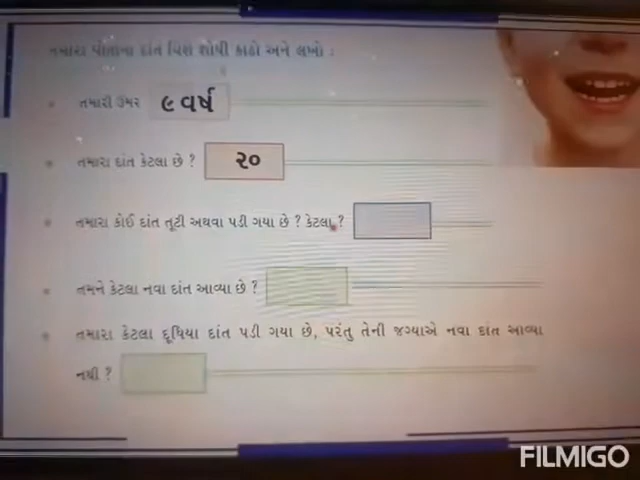 તમારા પોતાના દાંત વિશે શોધી કાઢો અને લખો :
તમારી ઉંમર ૯ વર્ષ
તમારા દાંત કેટલા છે ? ૨૦
તમારા કોઈ દાંત તૂટી અથવા પડી ગયા છે ? કેટલા ?
તમને કેટલા નવા દાંત આવ્યા છે ?
તમારા કેટલા દૂધિયા દાંત પડી ગયા છે, પરંતુ તેની જગ્યાએ નવા દાંત આવ્યા
નથી ?
FILMIGO